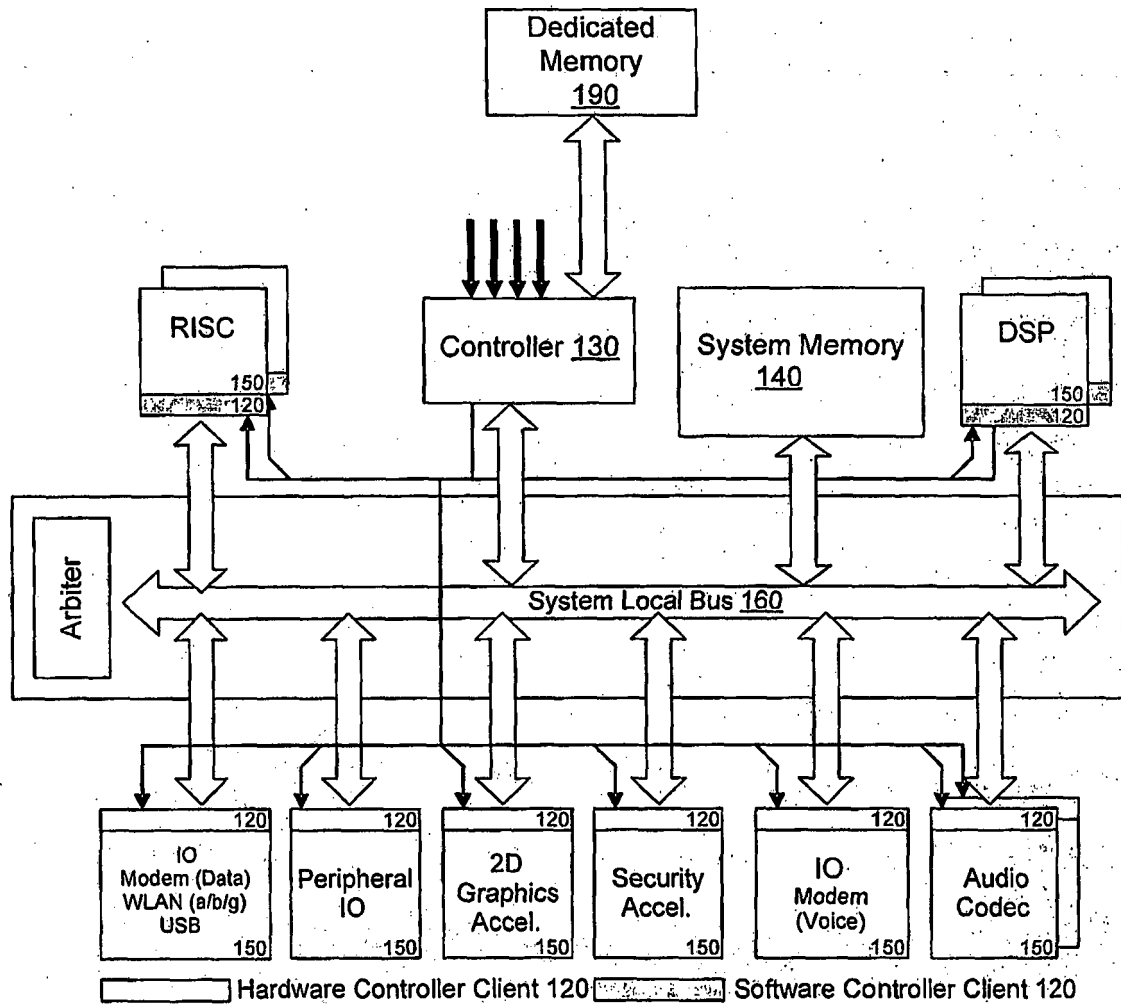 Dedicated
Memory
190
RISC
150
120
Controller 130
System Memory
140
DSP
150
120
Arbiter
System Local Bus 160
120
IO
Modem (Data)
WLAN (a/b/g)
USB
150
120
Peripheral
IO
150
120
2D
Graphics
Accel.
150
120
Security
Accel.
150
120
IO
Modem
(Voice)
150
120
Audio
Codec
150
Hardware Controller Client 120
Software Controller Client 120